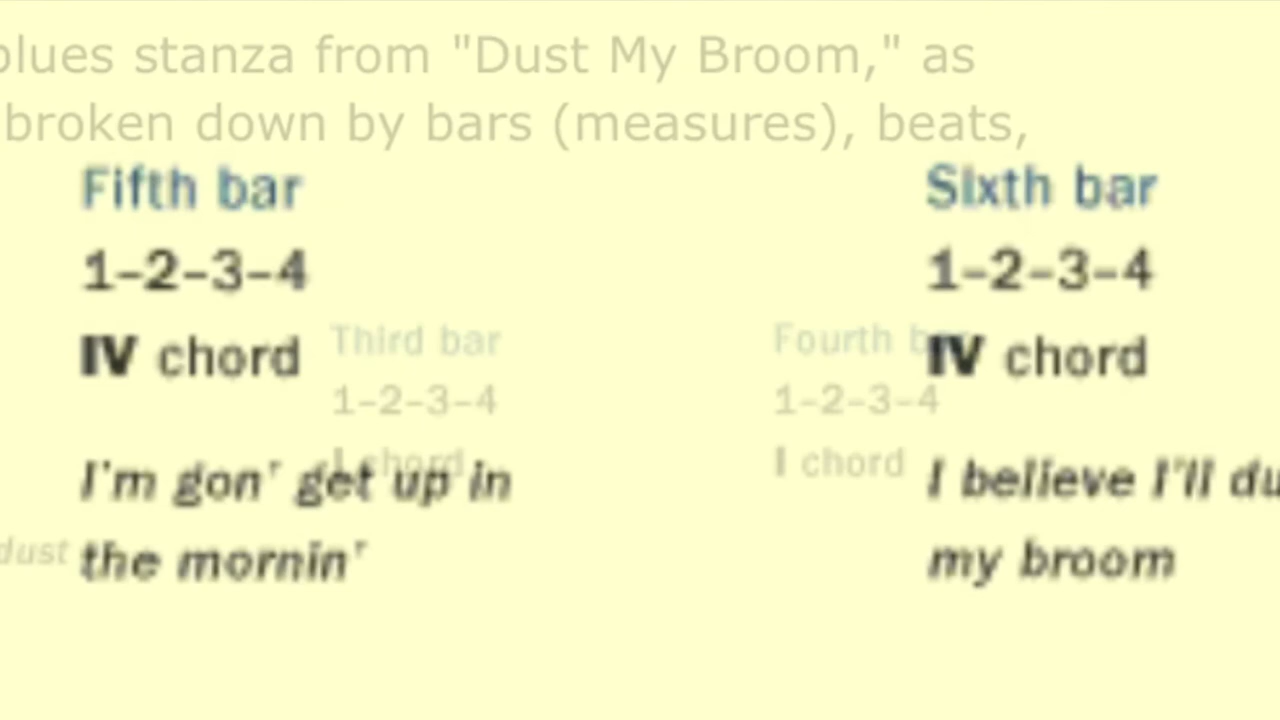 blues stanza from "Dust My Broom," as
broken down by bars (measures), beats,
Fifth bar
1–2–3–4
IV chord
I'm gon' get up in
the mornin'
Sixth bar
1–2–3–4
IV chord
I believe I'll
my broom
Third bar
1–2–3–4
I chord
Fourth bar
1–2–3–4
I chord
dust